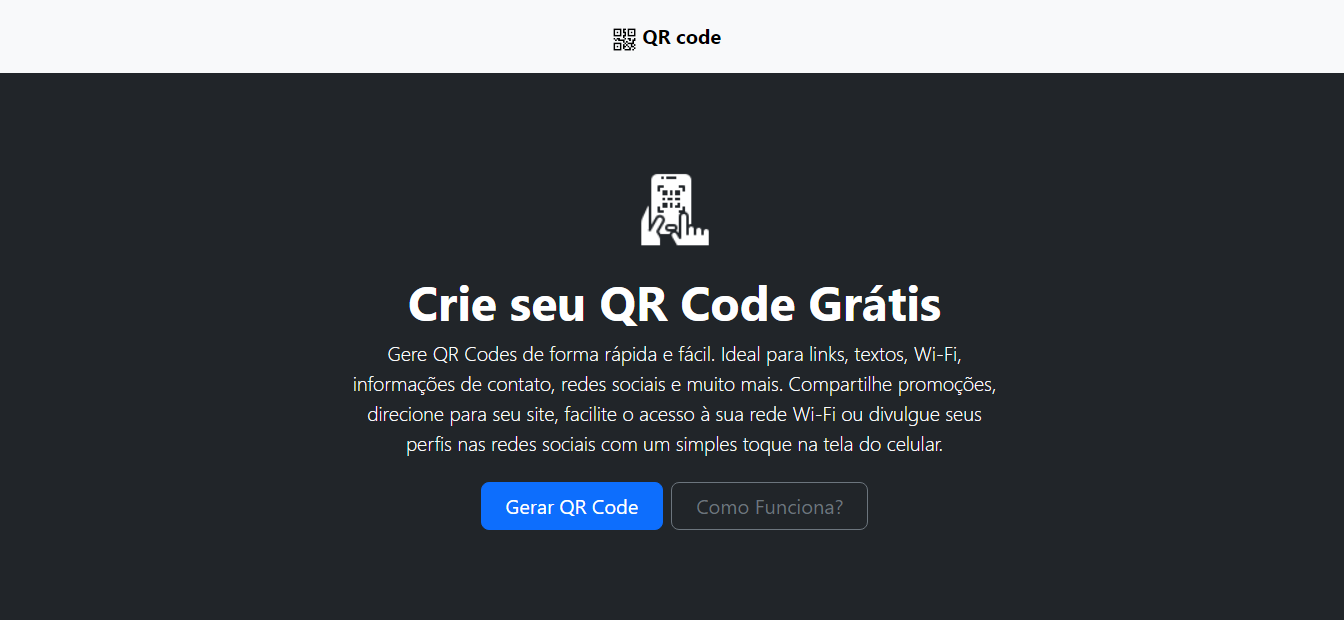 QR code
Crie seu QR Code Grátis
Gere QR Codes de forma rápida e fácil. Ideal para links, textos, Wi-Fi,
informações de contato, redes sociais e muito mais. Compartilhe promoções,
direcione para seu site, facilite o acesso à sua rede Wi-Fi ou divulgue seus
perfis nas redes sociais com um simples toque na tela do celular.
Gerar QR Code
Como Funciona?